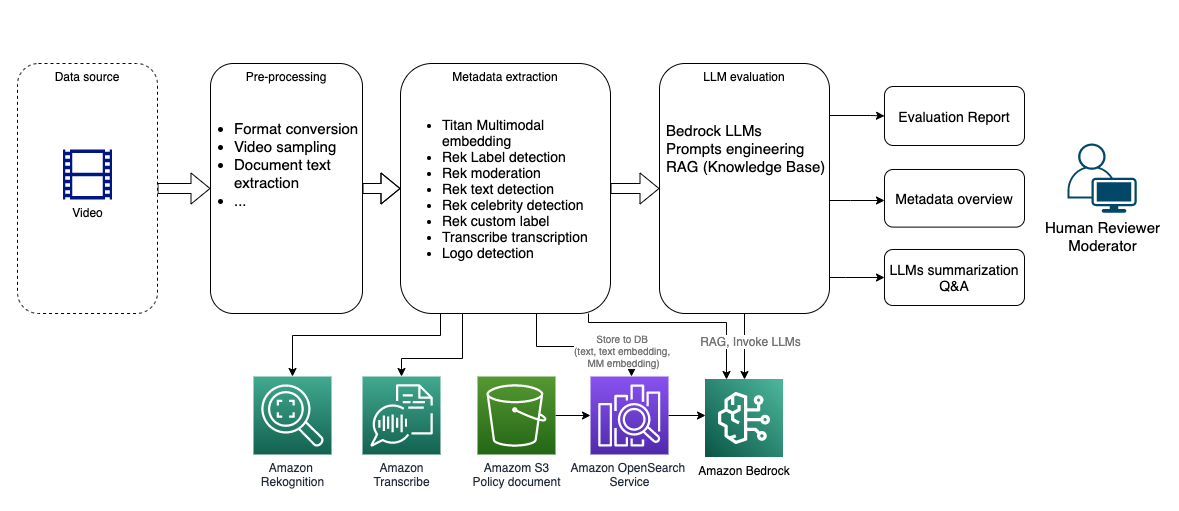 Data source
Video
Pre-processing
• Format conversion
• Video sampling
• Document text
extraction
• ...
Metadata extraction
• Titan Multimodal
embedding
• Rek Label detection
• Rek moderation
• Rek text detection
• Rek celebrity detection
• Rek custom label
• Transcribe transcription
• Logo detection
LLM evaluation
Bedrock LLMs
Prompts engineering
RAG (Knowledge Base)
Evaluation Report
Metadata overview
LLMs summarization
Q&A
Human Reviewer
Moderator
Store to DB
(text, text embedding,
MM embedding)
RAG, Invoke LLMs
Amazon
Rekognition
Amazon
Transcribe
Amazom S3
Policy document
Amazon OpenSearch
Service
Amazon Bedrock